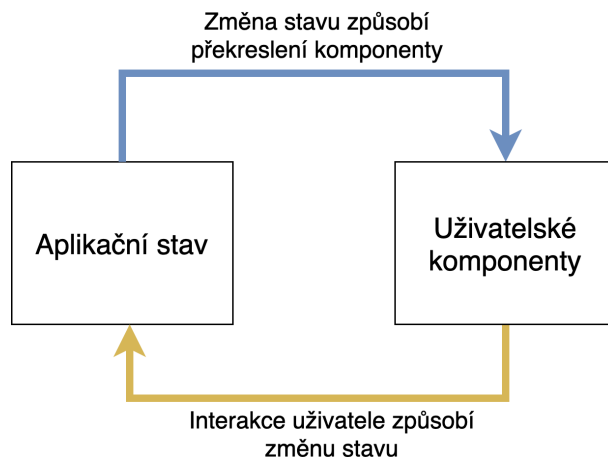 Změna stavu způsobí
překreslení komponenty
Aplikační stav
Uživatelské
komponenty
Interakce uživatele způsobí
změnu stavu